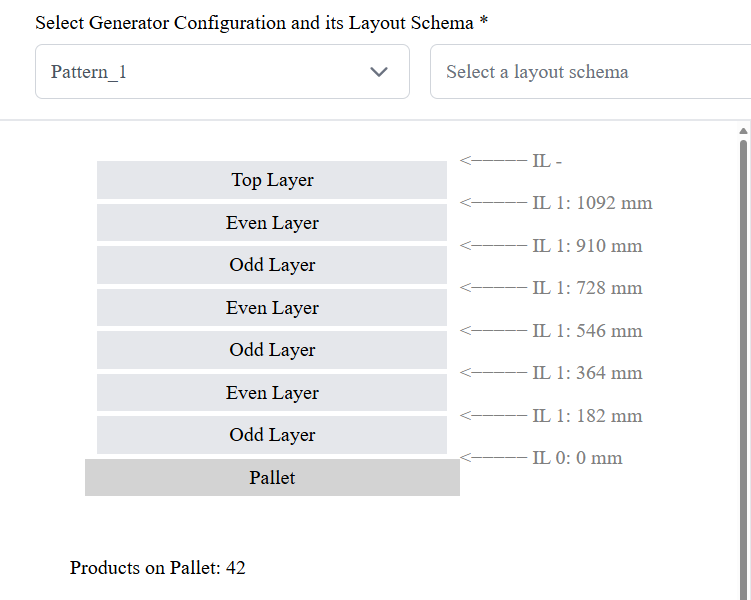 Select Generator Configuration and its Layout Schema *
Pattern_1
Select a layout schema
<------ IL -
Top Layer
<------ IL 1: 1092 mm
Even Layer
<------ IL 1: 910 mm
Odd Layer
<------ IL 1: 728 mm
Even Layer
<------ IL 1: 546 mm
Odd Layer
<------ IL 1: 364 mm
Even Layer
<------ IL 1: 182 mm
Odd Layer
<------ IL 0: 0 mm
Pallet
Products on Pallet: 42